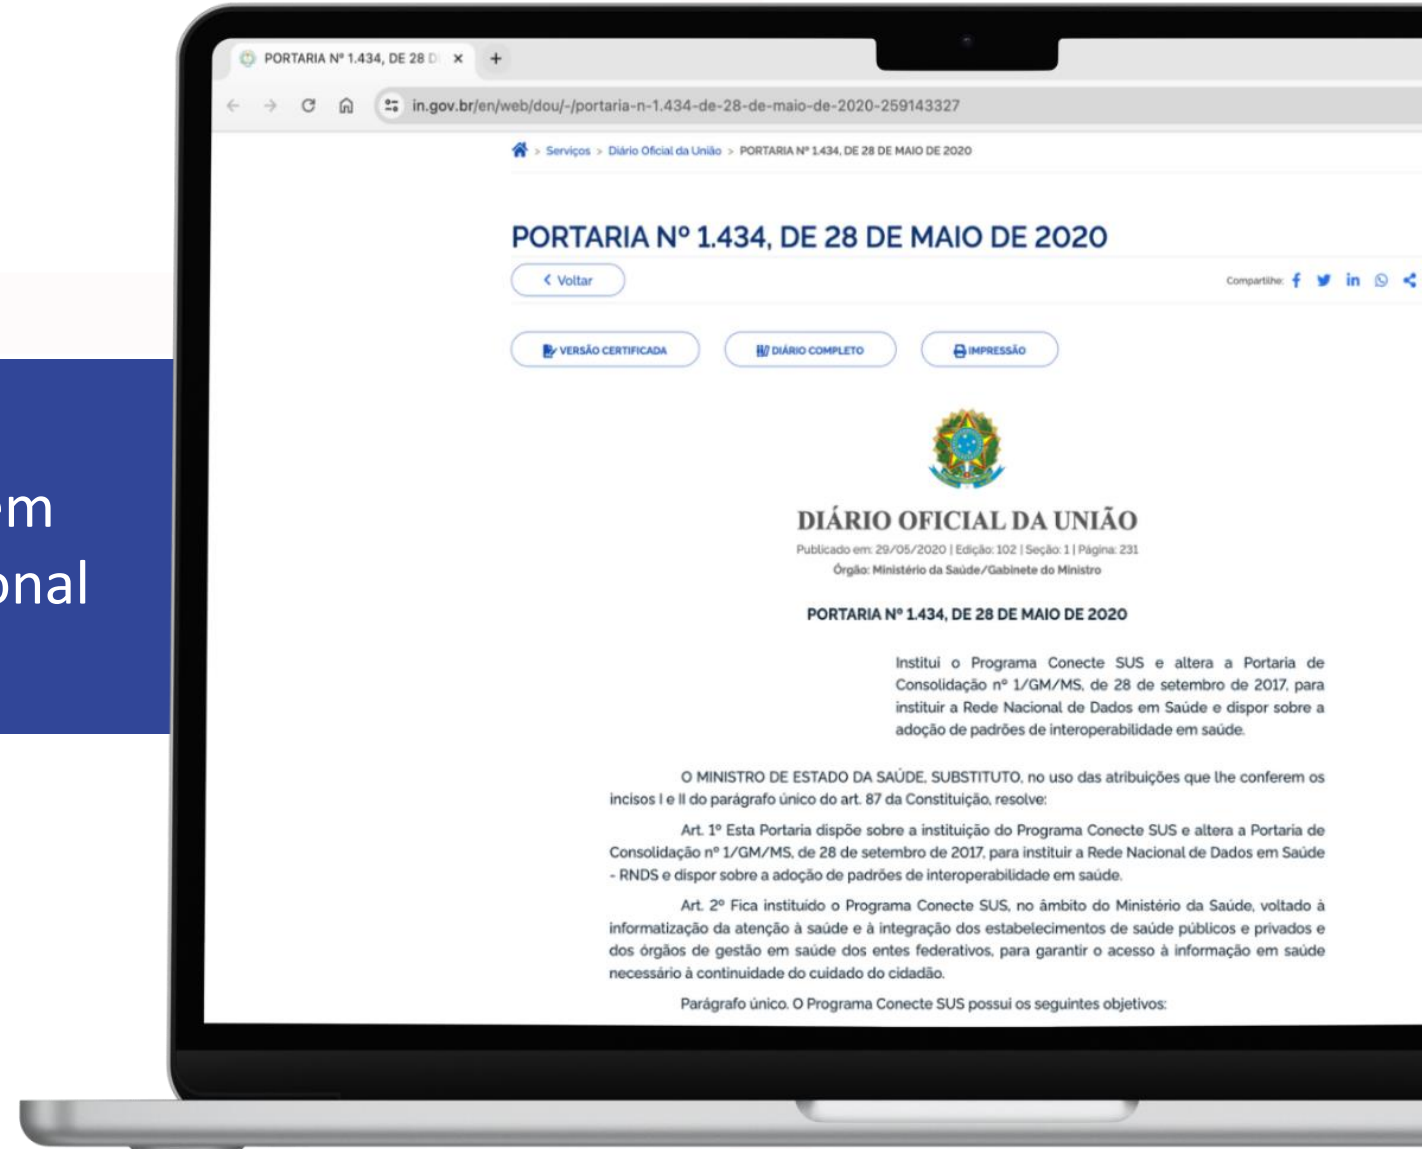 PORTARIA Nº 1.434, DE 28 D
in.gov.br/en/web/dou/-/portaria-n-1.434-de-28-de-maio-de-2020-259143327
> Serviços > Diário Oficial da União > PORTARIA Nº 1.434, DE 28 DE MAIO DE 2020
PORTARIA Nº 1.434, DE 28 DE MAIO DE 2020
Voltar
Compartilhe:
VERSÃO CERTIFICADA
DIÁRIO COMPLETO
IMPRESSÃO
DIÁRIO OFICIAL DA UNIÃO
Publicado em: 29/05/2020 | Edição: 102 | Seção: 1 | Página: 231
Órgão: Ministério da Saúde/Gabinete do Ministro
PORTARIA Nº 1.434, DE 28 DE MAIO DE 2020
Institui o Programa Conecte SUS e altera a Portaria de
Consolidação nº 1/GM/MS, de 28 de setembro de 2017, para
instituir a Rede Nacional de Dados em Saúde e dispor sobre a
adoção de padrões de interoperabilidade em saúde.
O MINISTRO DE ESTADO DA SAÚDE, SUBSTITUTO, no uso das atribuições que lhe conferem os
incisos I e II do parágrafo único do art. 87 da Constituição, resolve:
Art. 1º Esta Portaria dispõe sobre a instituição do Programa Conecte SUS e altera a Portaria de
Consolidação nº 1/GM/MS, de 28 de setembro de 2017, para instituir a Rede Nacional de Dados em Saúde
- RNDS e dispor sobre a adoção de padrões de interoperabilidade em saúde.
Art. 2º Fica instituído o Programa Conecte SUS, no âmbito do Ministério da Saúde, voltado à
informatização da atenção à saúde e à integração dos estabelecimentos de saúde públicos e privados e
dos órgãos de gestão em saúde dos entes federativos, para garantir o acesso à informação em saúde
necessário à continuidade do cuidado do cidadão.
Parágrafo único. O Programa Conecte SUS possui os seguintes objetivos:
em
onal